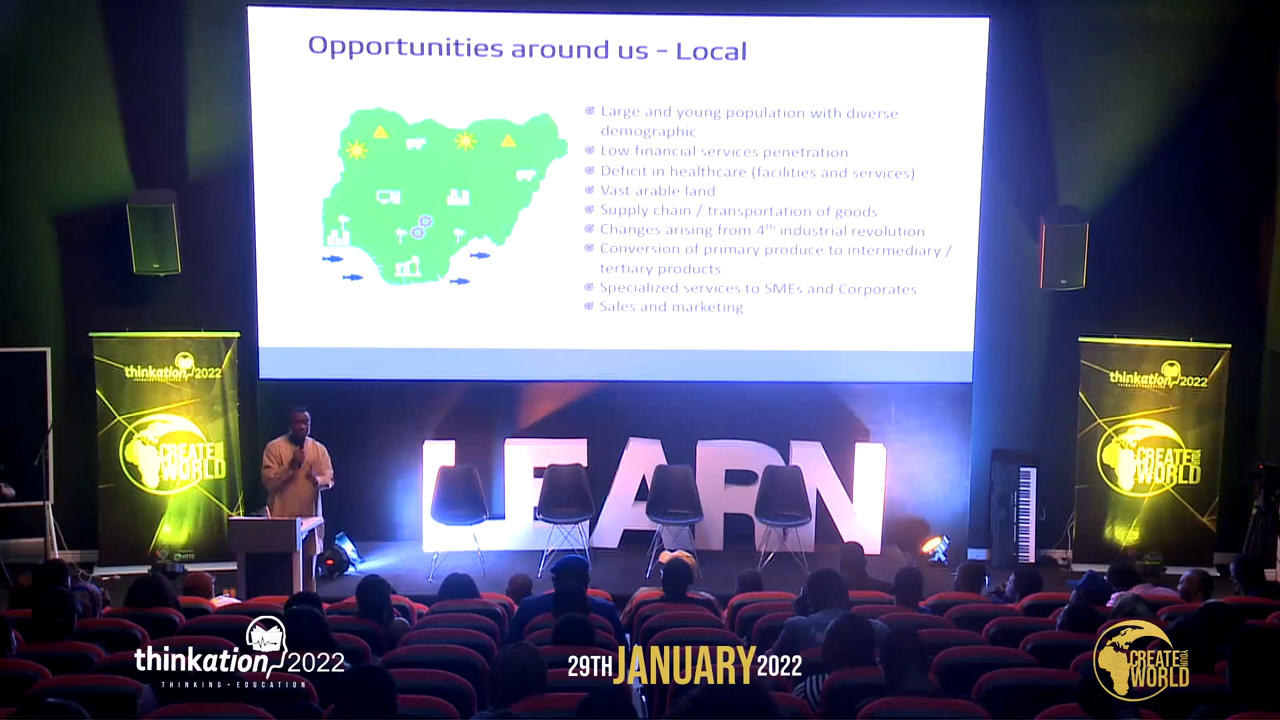 Opportunities around us – Local
Large and young population with diverse
demographic
Low financial services penetration
Deficit in healthcare (facilities and services)
Vast arable land
Supply chain / transportation of goods
Changes arising from 4th industrial revolution
Conversion of primary produce to intermediary /
tertiary products
Specialized services to SMEs and Corporates
Sales and marketing
thinkation 2022
CREATE YOUR
WORLD
LEARN
thinkation 2022
CREATE YOUR
WORLD
thinkation 2022
THINKING • EDUCATION
29TH JANUARY 2022
CREATE YOUR
WORLD